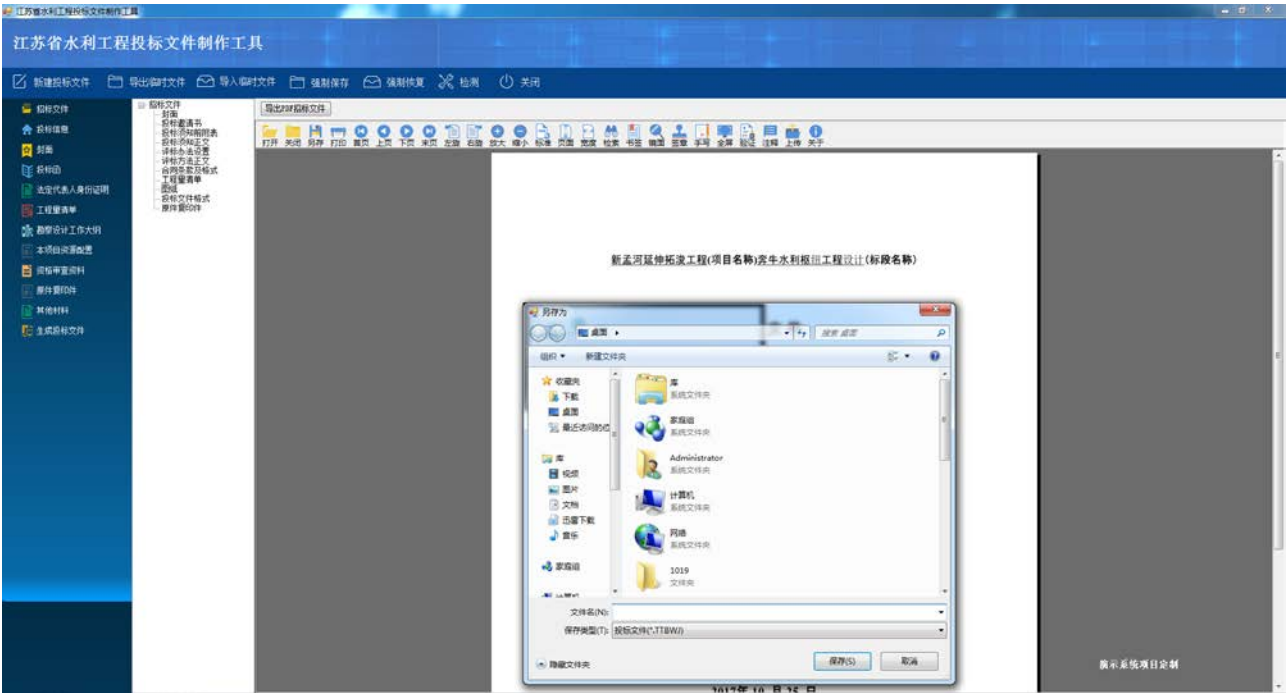 江苏省水利工程投标文件制作工具
江苏省水利工程投标文件制作工具
新建投标文件 导出临时文件 导入临时文件 强制保存 强制恢复 检测 关闭
招标文件
投标信息
封面
投标函
法定代表人身份证明
工程量清单
勘察设计工作大纲
本项目资源配置
资格审查资料
原件复印件
其他材料
生成投标文件
招标文件
封面
投标邀请书
投标须知前附表
投标须知正文
评标办法设置
评标方法正文
合同条款及格式
工程量清单
图纸
投标文件格式
原件复印件
导出PDF招标文件
打开 关闭 另存 打印 首页 上页 下页 末页 左旋 右旋 放大 缩小 标准 页面 宽度 检索 书签 缩图 签章 手写 全屏 验证 注释 上传 关于
新孟河延伸拓浚工程(项目名称)奔牛水利枢纽工程设计(标段名称)
另存为
桌面
搜索 桌面
组织 新建文件夹
收藏夹
下载
桌面
最近访问的位
库
视频
图片
文档
迅雷下载
音乐
家庭组
计算机
库
系统文件夹
家庭组
系统文件夹
Administrator
系统文件夹
计算机
系统文件夹
网络
系统文件夹
1019
文件夹
文件名(N):
保存类型(T): 投标文件(*.TTBWJ)
隐藏文件夹 保存(S) 取消
演示系统项目定制
2017年 10 月 25 日